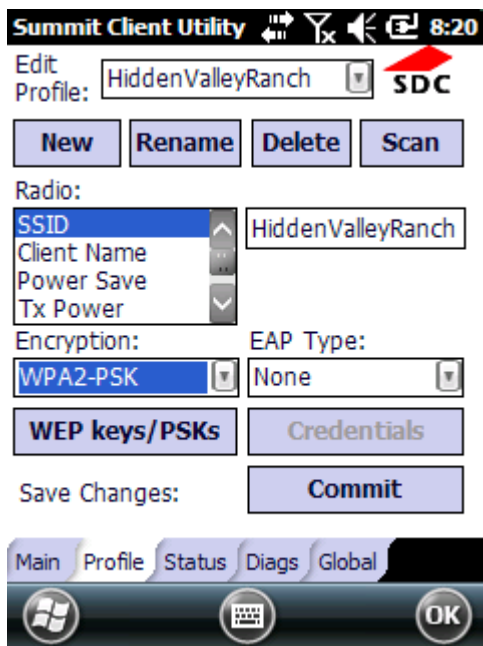 Summit Client Utility 8:20
Edit
Profile: HiddenValleyRanch SDC
New Rename Delete Scan
Radio:
SSID HiddenValleyRanch
Client Name
Power Save
Tx Power
Encryption: EAP Type:
WPA2-PSK None
WEP keys/PSKs Credentials
Save Changes: Commit
Main Profile Status Diags Global
OK